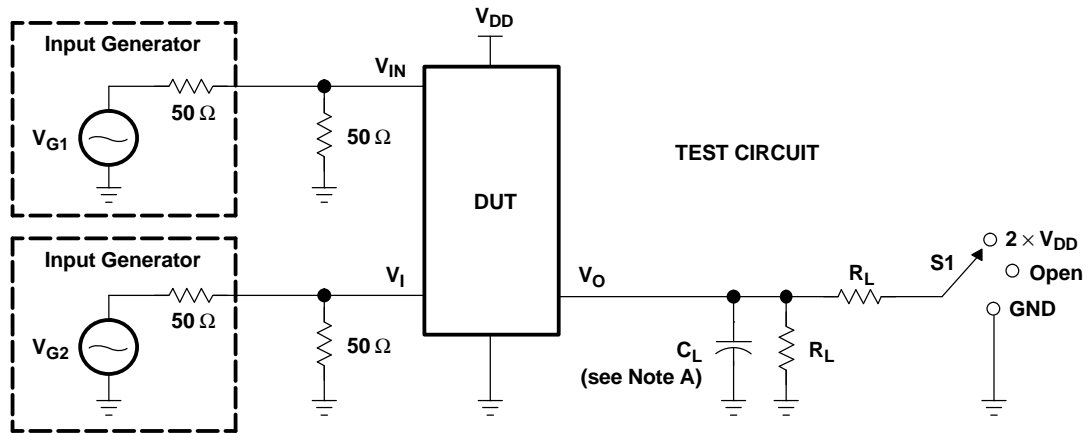 V_DD
Input Generator
V_IN
50 Ω
50 Ω
V_G1
TEST CIRCUIT
DUT
Input Generator
V_I
V_O
S1
2 × V_DD
Open
GND
R_L
50 Ω
50 Ω
V_G2
C_L
(see Note A)
R_L